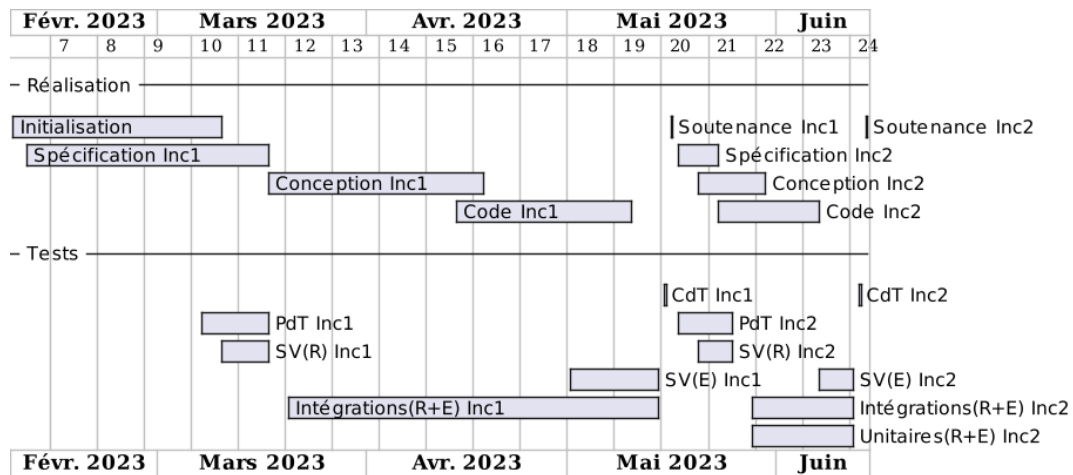 Févr. 2023 Mars 2023 Avr. 2023 Mai 2023 Juin
7 8 9 10 11 12 13 14 15 16 17 18 19 20 21 22 23 24
Réalisation
Initialisation Soutenance Inc1 Soutenance Inc2
Spécification Inc1 Spécification Inc2
Conception Inc1 Conception Inc2
Code Inc1 Code Inc2
Tests
CdT Inc1 CdT Inc2
PdT Inc1 PdT Inc2
SV(R) Inc1 SV(R) Inc2
SV(E) Inc1 SV(E) Inc2
Intégrations(R+E) Inc1 Intégrations(R+E) Inc2
Unitaires(R+E) Inc2
Févr. 2023 Mars 2023 Avr. 2023 Mai 2023 Juin